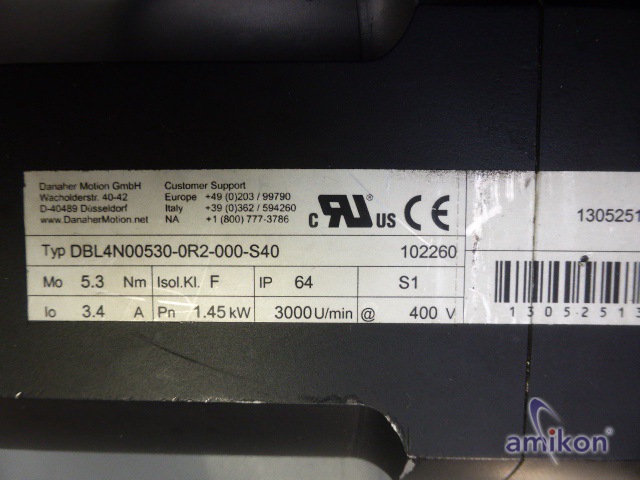 Danaher Motion GmbH
Wacholderstr. 40-42
D-40489 Düsseldorf
www.DanaherMotion.net
Customer Support
Europe +49 (0)203 / 99790
Italy +39 (0)362 / 594260
NA +1 (800) 777-3786
c RU US CE
1305251
Typ DBL4N00530-0R2-000-S40 102260
Mo 5.3 Nm Isol.Kl. F IP 64 S1
Io 3.4 A Pn 1.45 kW 3000 U/min @ 400 V
1 3 0 5 2 5 1 3
amikon